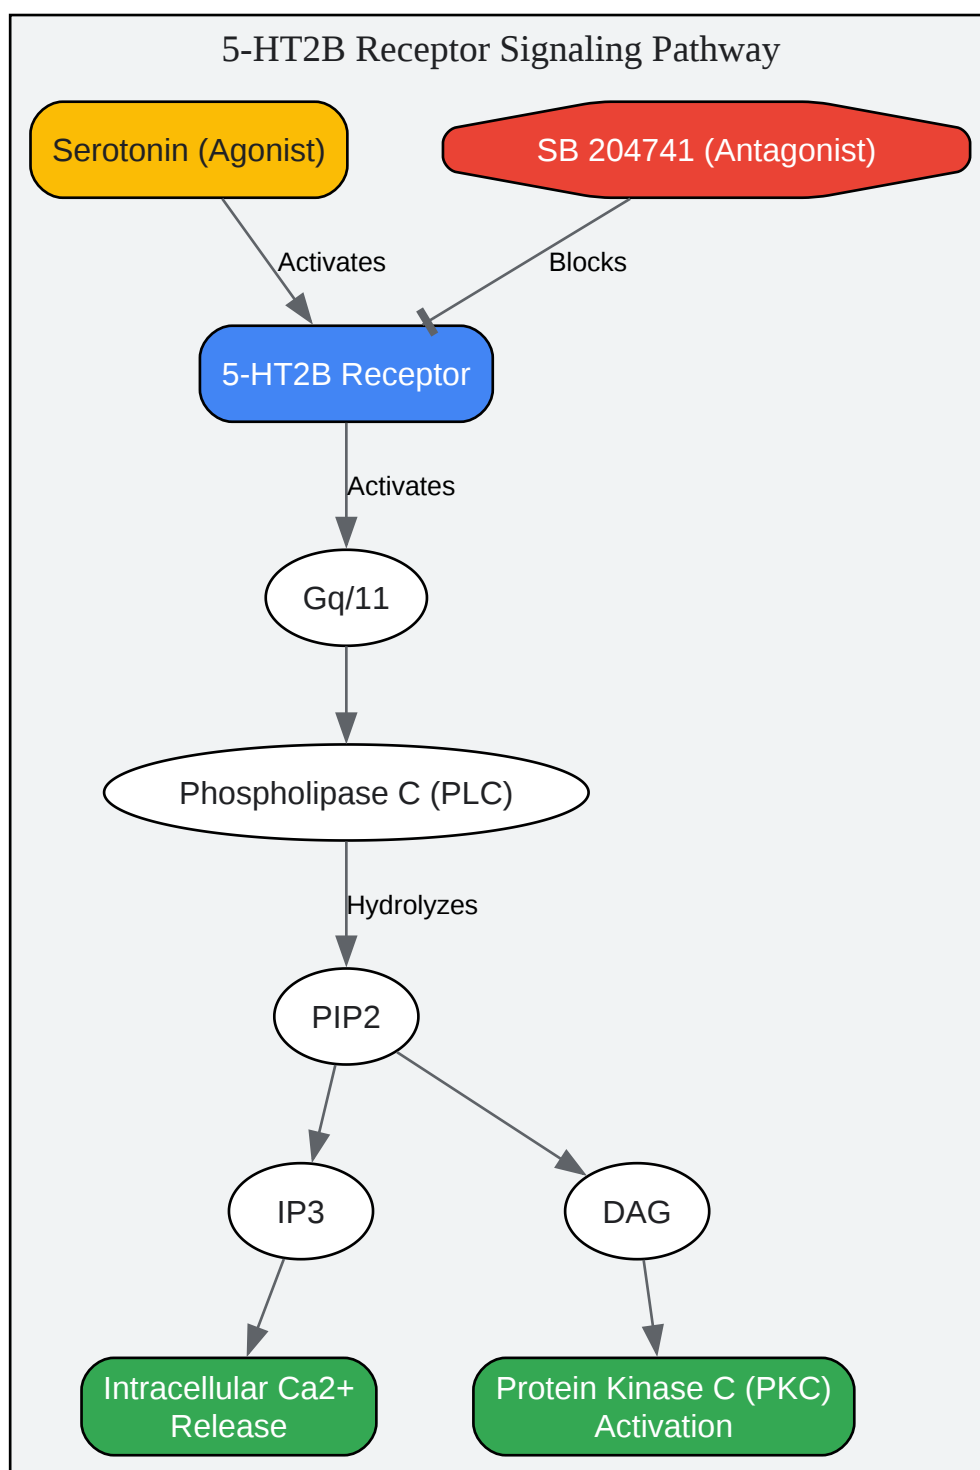 5-HT2B Receptor Signaling Pathway
Serotonin (Agonist)
SB 204741 (Antagonist)
Activates
Blocks
5-HT2B Receptor
Activates
Gq/11
Phospholipase C (PLC)
Hydrolyzes
PIP2
IP3
DAG
Intracellular Ca2+
Release
Protein Kinase C (PKC)
Activation